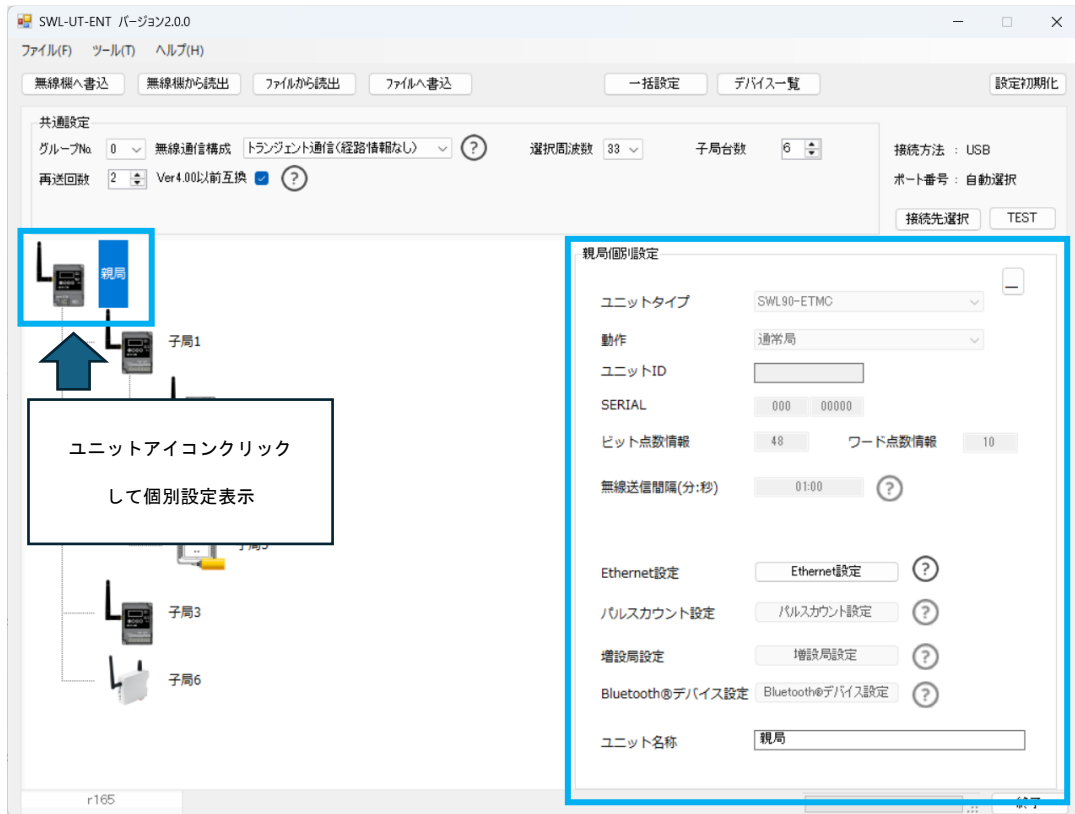 SWL-UT-ENT バージョン2.0.0
ファイル(F) ツール(T) ヘルプ(H)
無線機へ書込 無線機から読出 ファイルから読出 ファイルへ書込 一括設定 デバイス一覧 設定初期化
共通設定
グループNo. 0 無線通信構成 トランジェント通信(経路情報なし) ? 選択周波数 33 子局台数 6
再送回数 2 Ver4.00以前互換 ?
接続方法 : USB
ポート番号 : 自動選択
接続先選択 TEST
親局
子局1
ユニットアイコンクリック
して個別設定表示
子局3
子局6
親局個別設定
ユニットタイプ SWL90-ETMC
動作 通常局
ユニットID
SERIAL 000 00000
ビット点数情報 48 ワード点数情報 10
無線送信間隔(分:秒) 01:00 ?
Ethernet設定 Ethernet設定 ?
パルスカウント設定 パルスカウント設定 ?
増設局設定 増設局設定 ?
Bluetooth®デバイス設定 Bluetooth®デバイス設定 ?
ユニット名称 親局
r165
終了